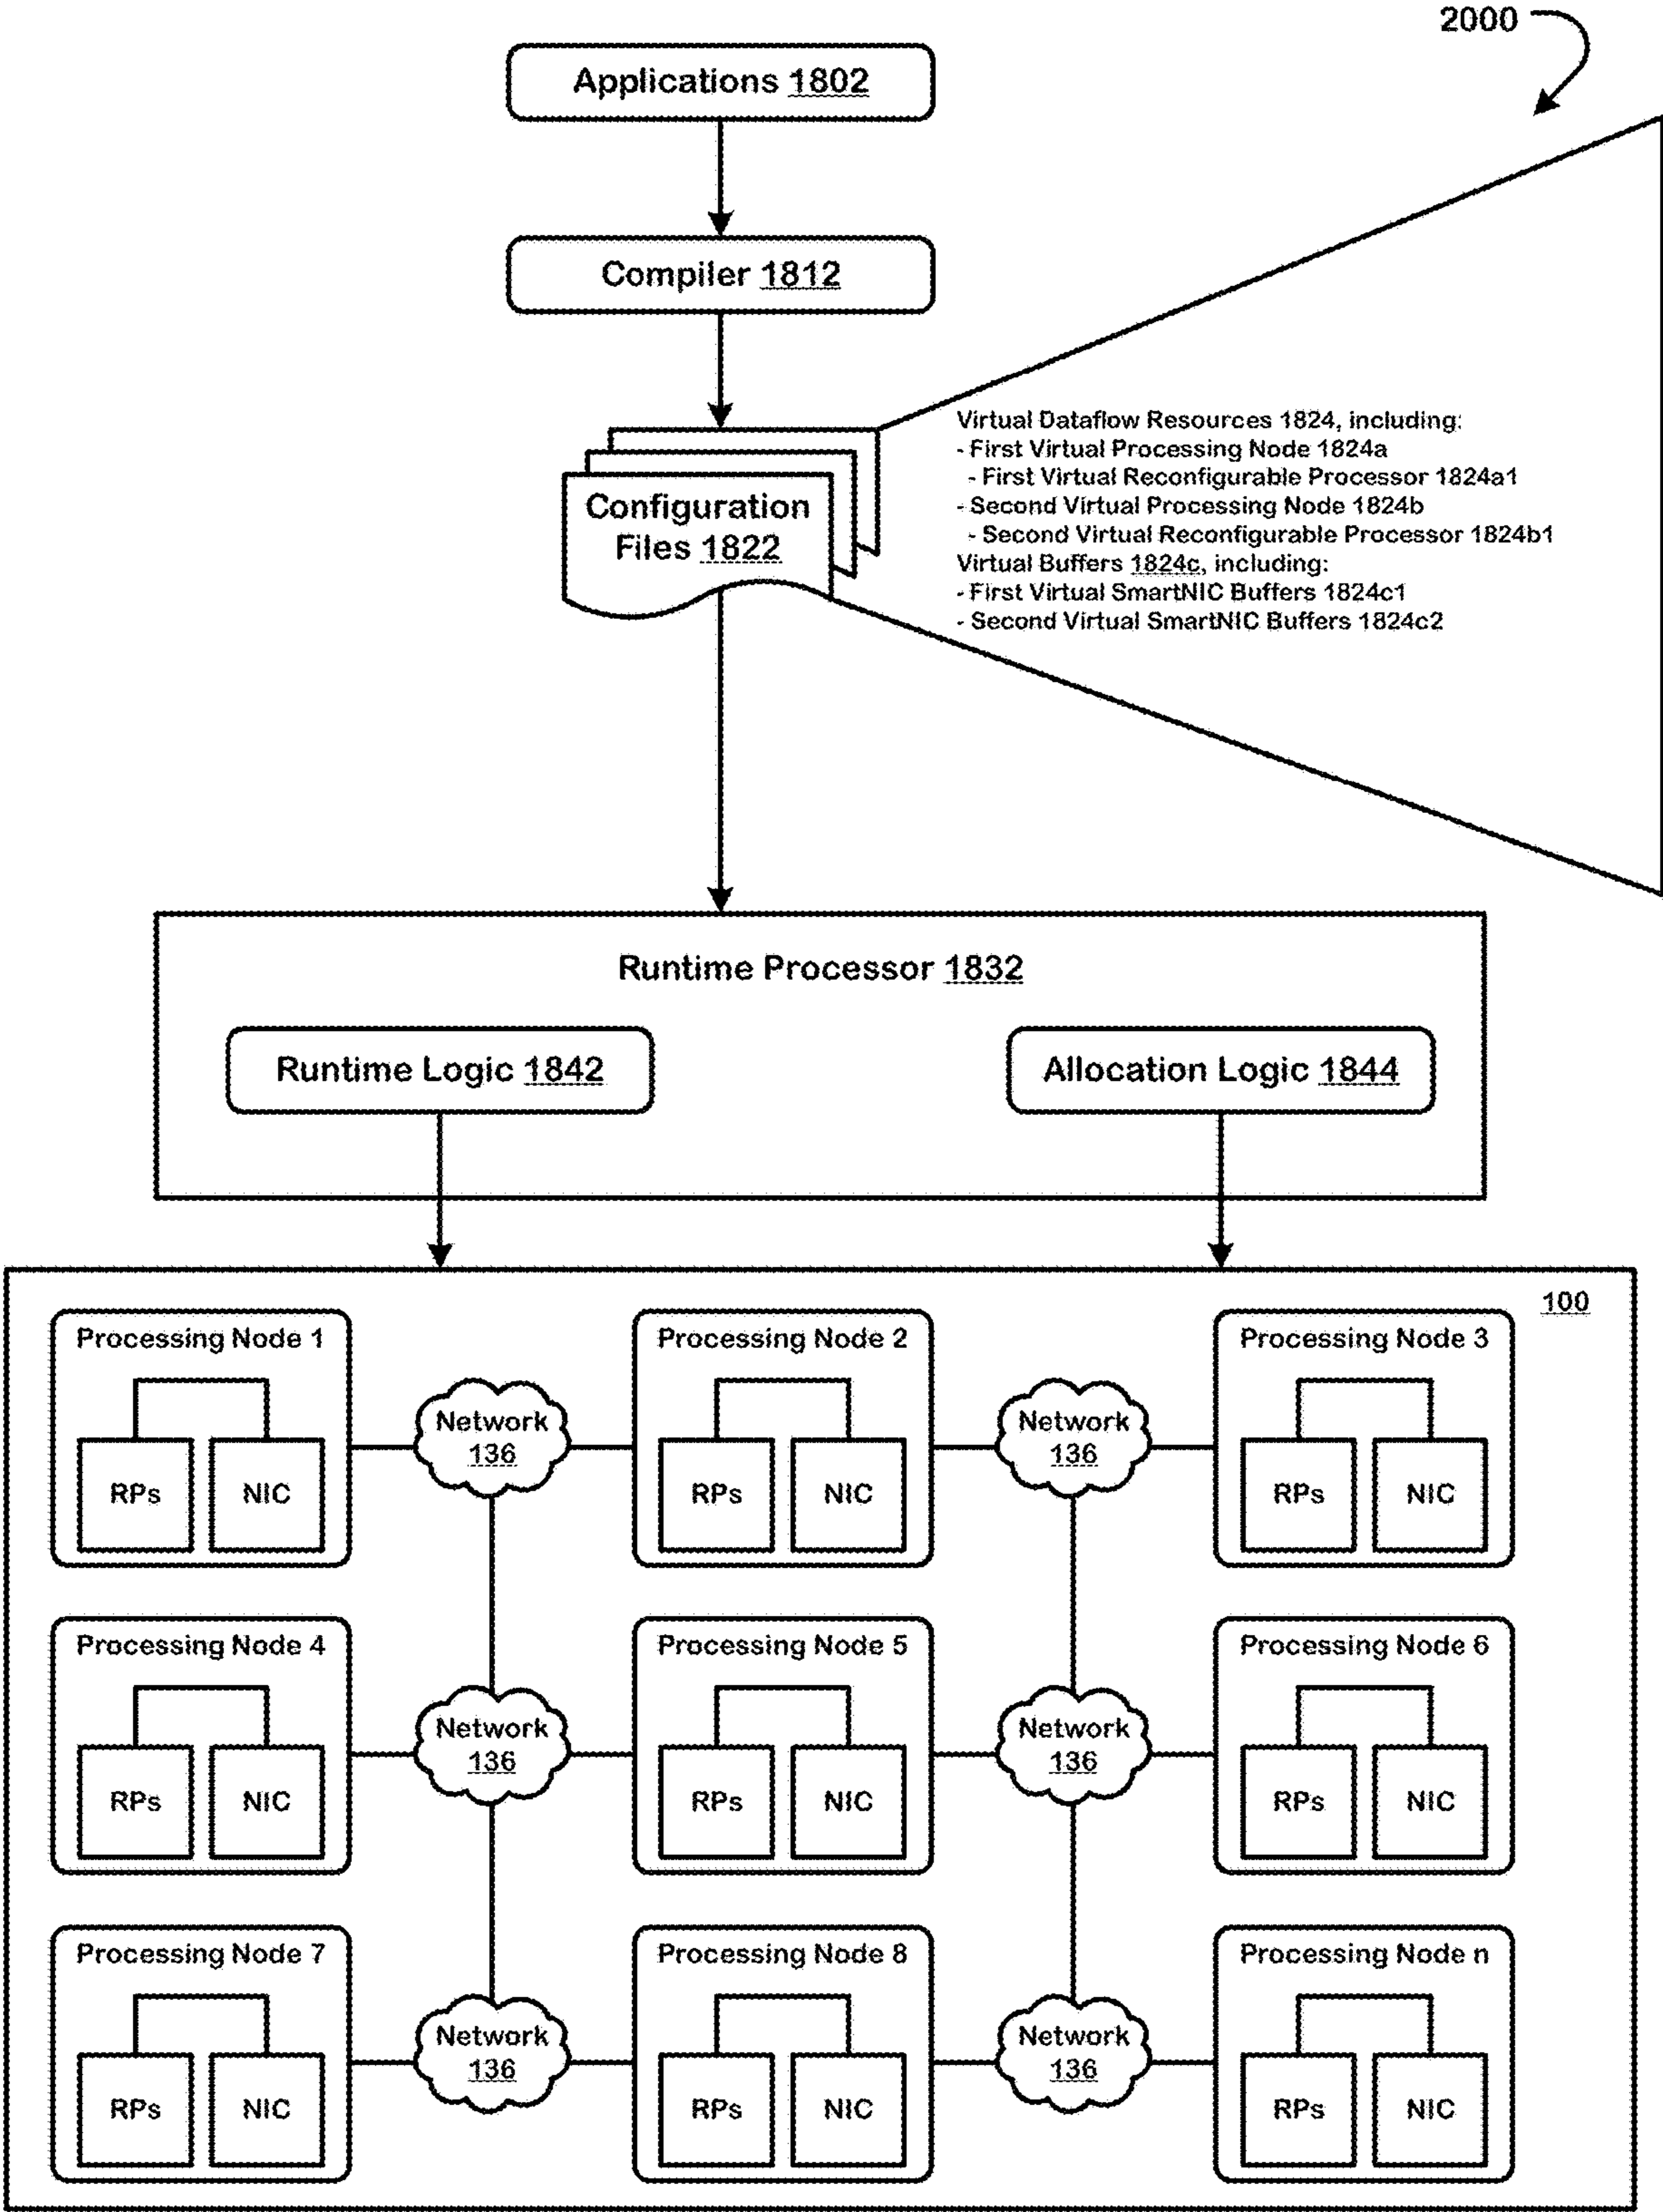 2000
Applications 1802
Compiler 1812
Virtual Dataflow Resources 1824, including:
- First Virtual Processing Node 1824a
- First Virtual Reconfigurable Processor 1824a1
- Second Virtual Processing Node 1824b
- Second Virtual Reconfigurable Processor 1824b1
Virtual Buffers 1824c, including:
- First Virtual SmartNIC Buffers 1824c1
- Second Virtual SmartNIC Buffers 1824c2
Configuration
Files 1822
Runtime Processor 1832
Runtime Logic 1842
Allocation Logic 1844
100
Processing Node 1
RPs
NIC
Network
136
Processing Node 2
RPs
NIC
Network
136
Processing Node 3
RPs
NIC
Processing Node 4
RPs
NIC
Network
136
Processing Node 5
RPs
NIC
Network
136
Processing Node 6
RPs
NIC
Processing Node 7
RPs
NIC
Network
136
Processing Node 8
RPs
NIC
Network
136
Processing Node n
RPs
NIC